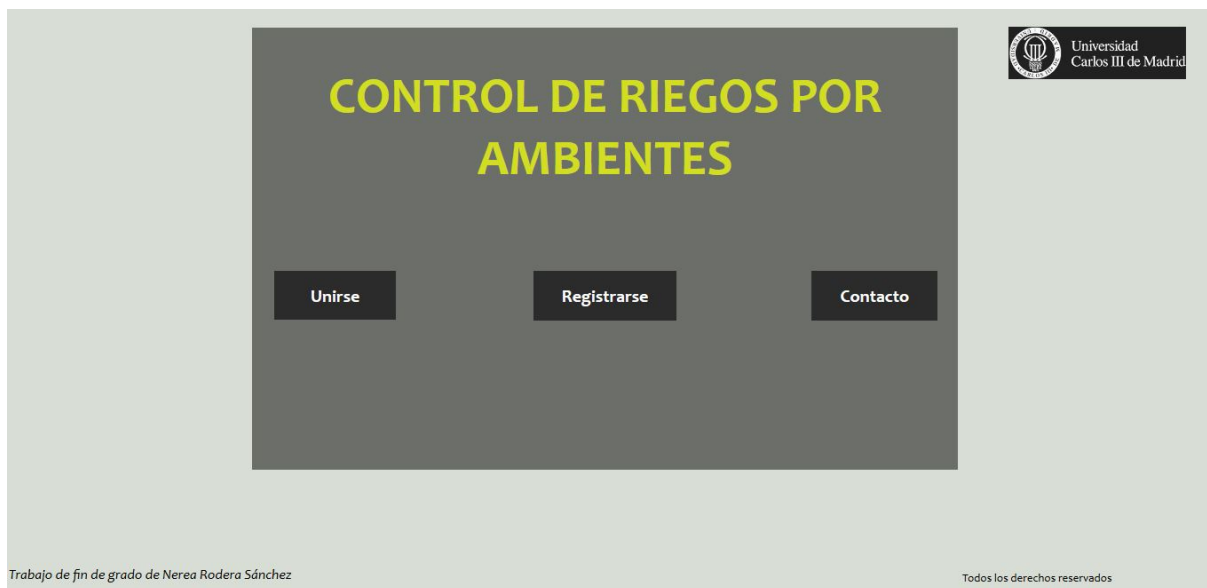 CONTROL DE RIEGOS POR
AMBIENTES
Universidad
Carlos III de Madrid
Unirse
Registrarse
Contacto
Trabajo de fin de grado de Nerea Rodera Sánchez
Todos los derechos reservados